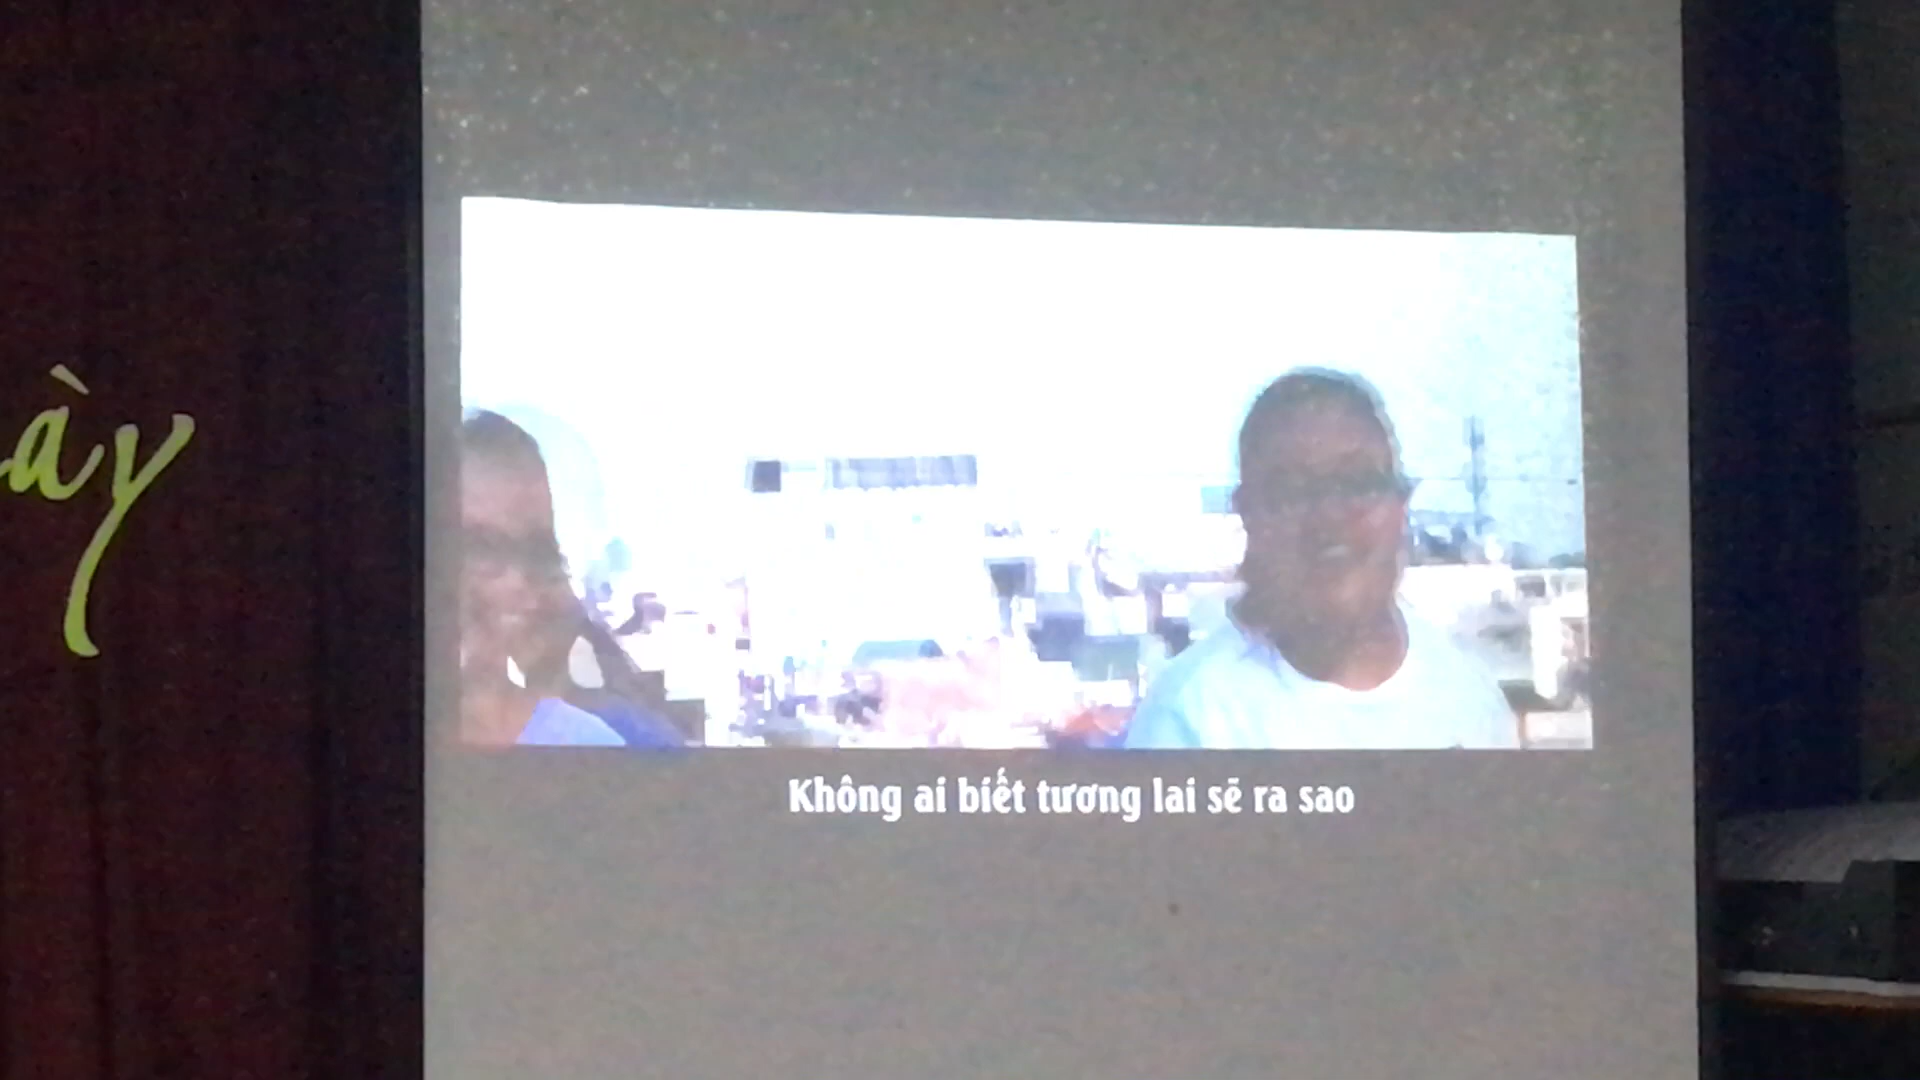 Không ai biết tương lai sẽ ra sao